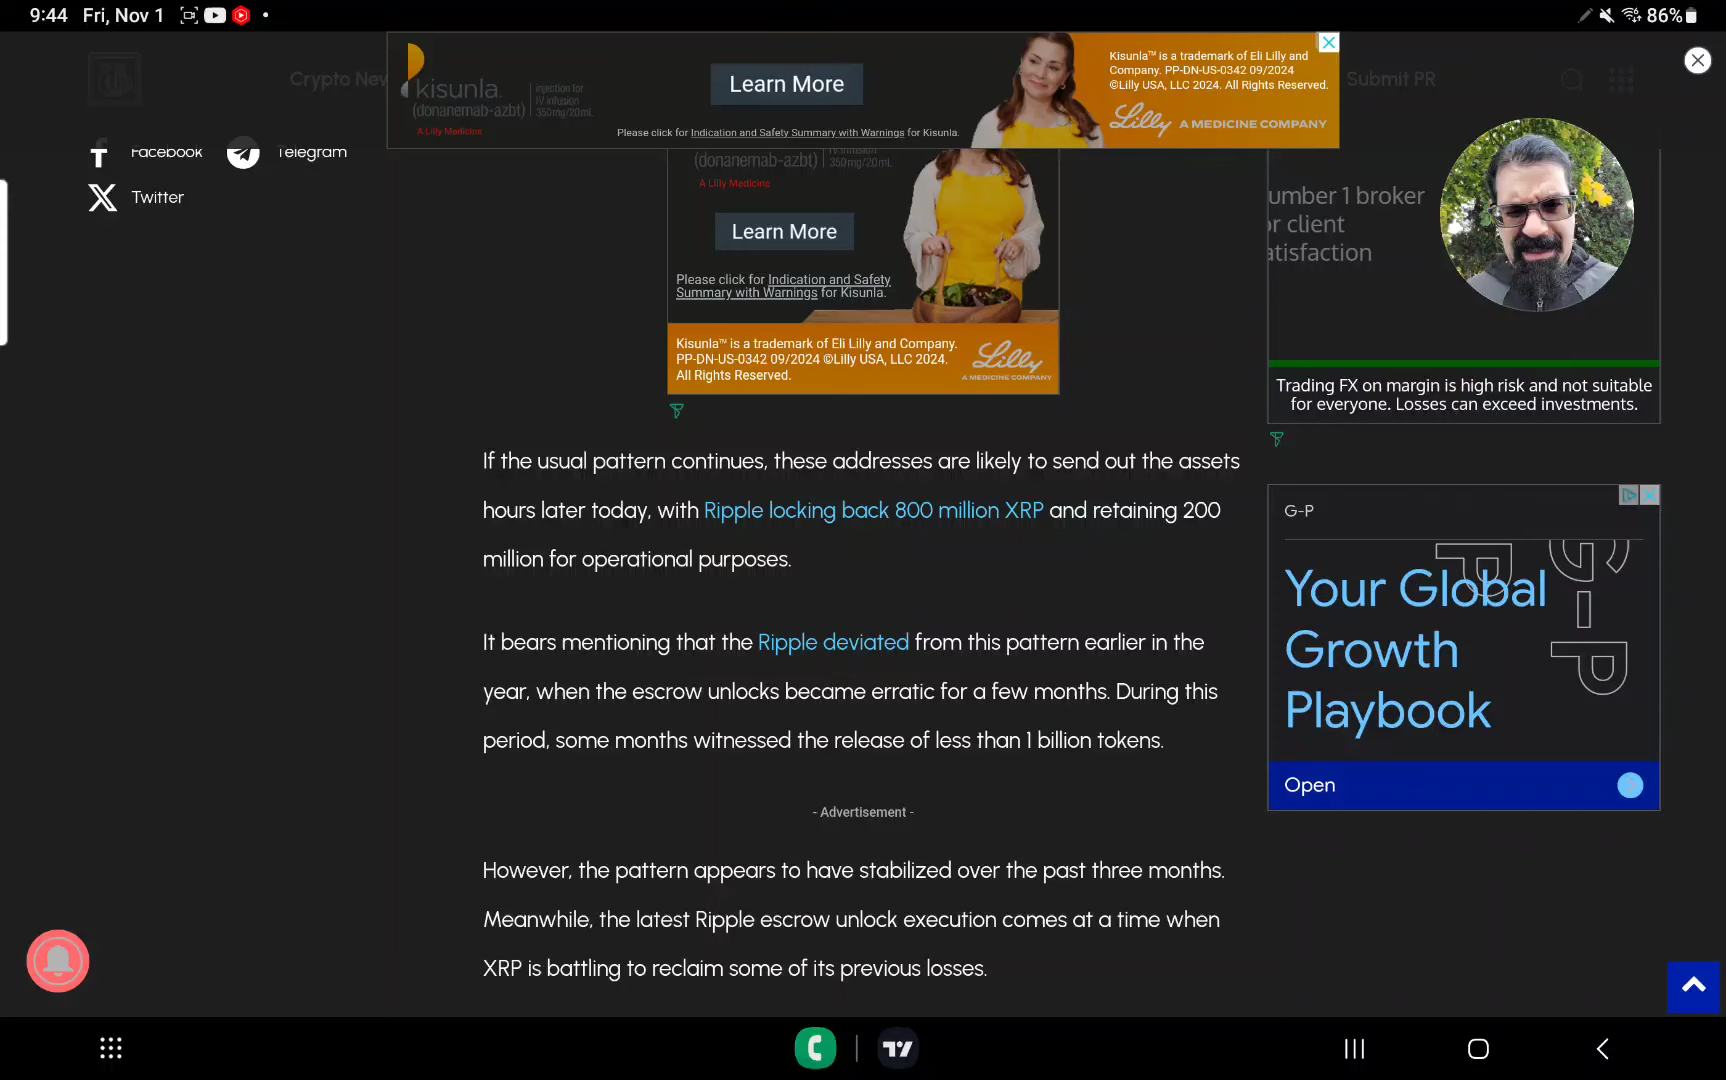 9:44 Fri, Nov 1
86%
Crypto Nev
Submit PR
kisunla
(donanemab-azbt)
injection for
IV infusion
350mg/20mL
A Lilly Medicine
Learn More
Please click for Indication and Safety Summary with Warnings for Kisunla.
Kisunla™ is a trademark of Eli Lilly and
Company. PP-DN-US-0342 09/2024
©Lilly USA, LLC 2024. All Rights Reserved.
Lilly A MEDICINE COMPANY
Facebook
Telegram
Twitter
(donanemab-azbt)
350mg/20mL
A Lilly Medicine
Learn More
Please click for Indication and Safety
Summary with Warnings for Kisunla.
Kisunla™ is a trademark of Eli Lilly and Company.
PP-DN-US-0342 09/2024 ©Lilly USA, LLC 2024.
All Rights Reserved.
Lilly
A MEDICINE COMPANY
umber 1 broker
or client
atisfaction
Trading FX on margin is high risk and not suitable
for everyone. Losses can exceed investments.
If the usual pattern continues, these addresses are likely to send out the assets
hours later today, with Ripple locking back 800 million XRP and retaining 200
million for operational purposes.
It bears mentioning that the Ripple deviated from this pattern earlier in the
year, when the escrow unlocks became erratic for a few months. During this
period, some months witnessed the release of less than 1 billion tokens.
- Advertisement -
However, the pattern appears to have stabilized over the past three months.
Meanwhile, the latest Ripple escrow unlock execution comes at a time when
XRP is battling to reclaim some of its previous losses.
G-P
G-P
P
Your Global
Growth
Playbook
Open